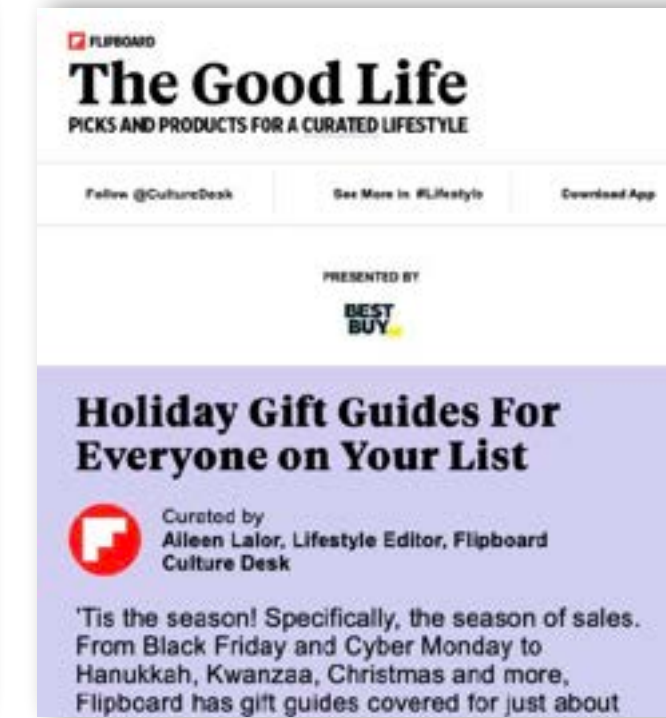 FLIPBOARD
The Good Life
PICKS AND PRODUCTS FOR A CURATED LIFESTYLE
Follow @CultureDesk See More in #Lifestyle Download App
PRESENTED BY
BEST
BUY
Holiday Gift Guides For
Everyone on Your List
Curated by
Aileen Lalor, Lifestyle Editor, Flipboard
Culture Desk
'Tis the season! Specifically, the season of sales.
From Black Friday and Cyber Monday to
Hanukkah, Kwanzaa, Christmas and more,
Flipboard has gift guides covered for just about